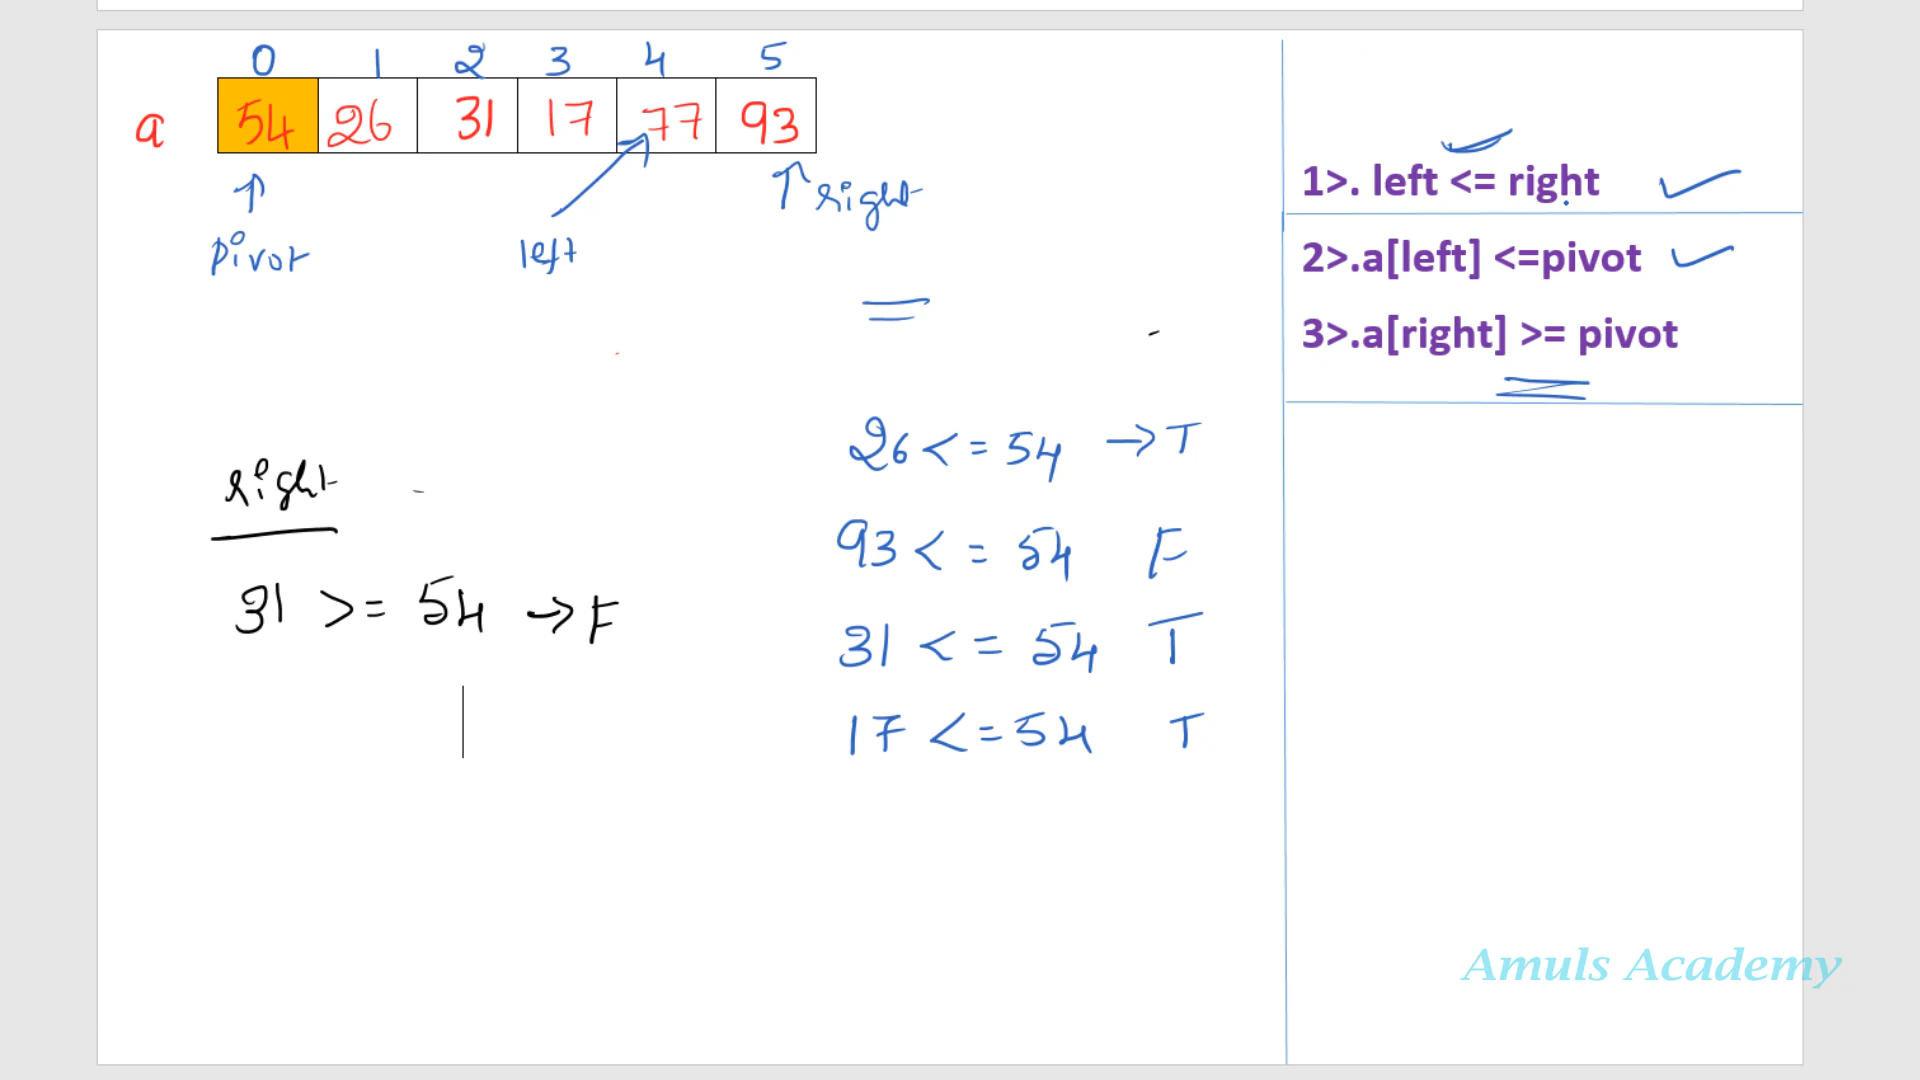 0 1 2 3 4 5
a 54 26 31 17 77 93
right
pivot
left
1>. left <= right
2>.a[left] <=pivot
3>.a[right] >= pivot
right
31 >= 54 → F
26 <= 54 → T
93 <= 54 F
31 <= 54 T
17 <= 54 T
Amuls Academy